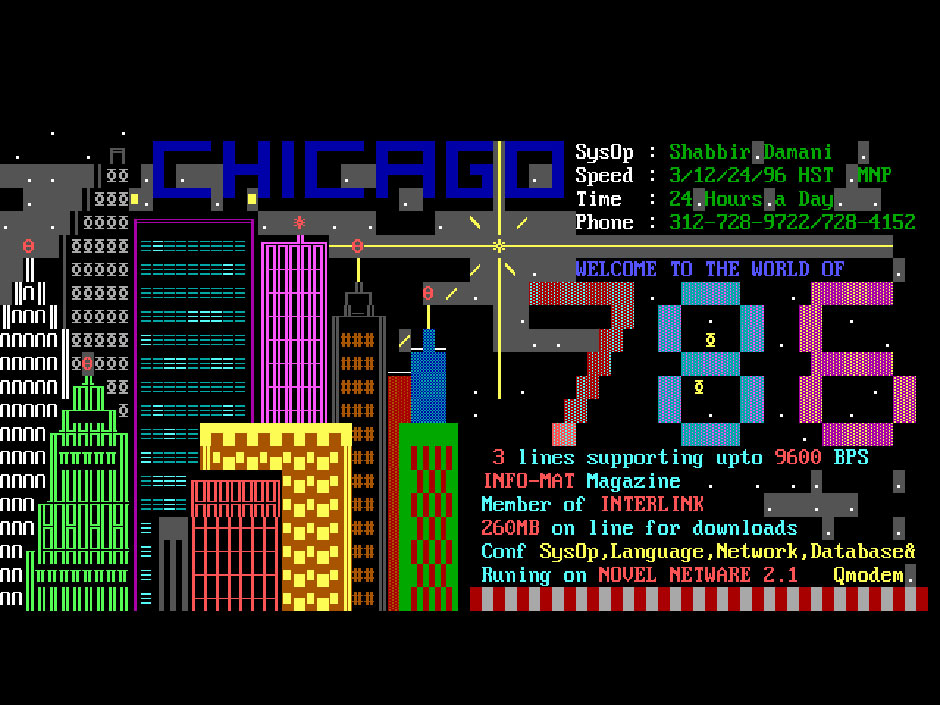 CHICAGO
SysOp : Shabbir Damani
Speed : 3/12/24/96 HST MNP
Time : 24 Hours a Day
Phone : 312-728-9722/728-4152
WELCOME TO THE WORLD OF
786
3 lines supporting upto 9600 BPS
INFO-MAT Magazine
Member of INTERLINK
260MB on line for downloads
Conf SysOp,Language,Network,Database&
Runing on NOVEL NETWARE 2.1 Qmodem.